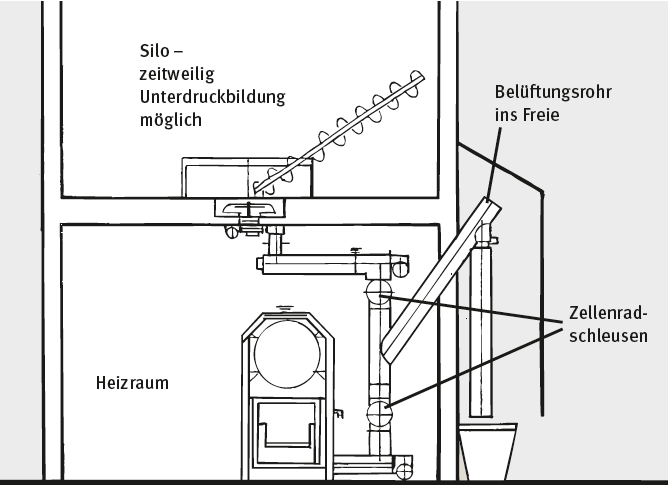 Silo –
zeitweilig
Unterdruckbildung
möglich
Belüftungsrohr
ins Freie
Zellenrad-
schleusen
Heizraum